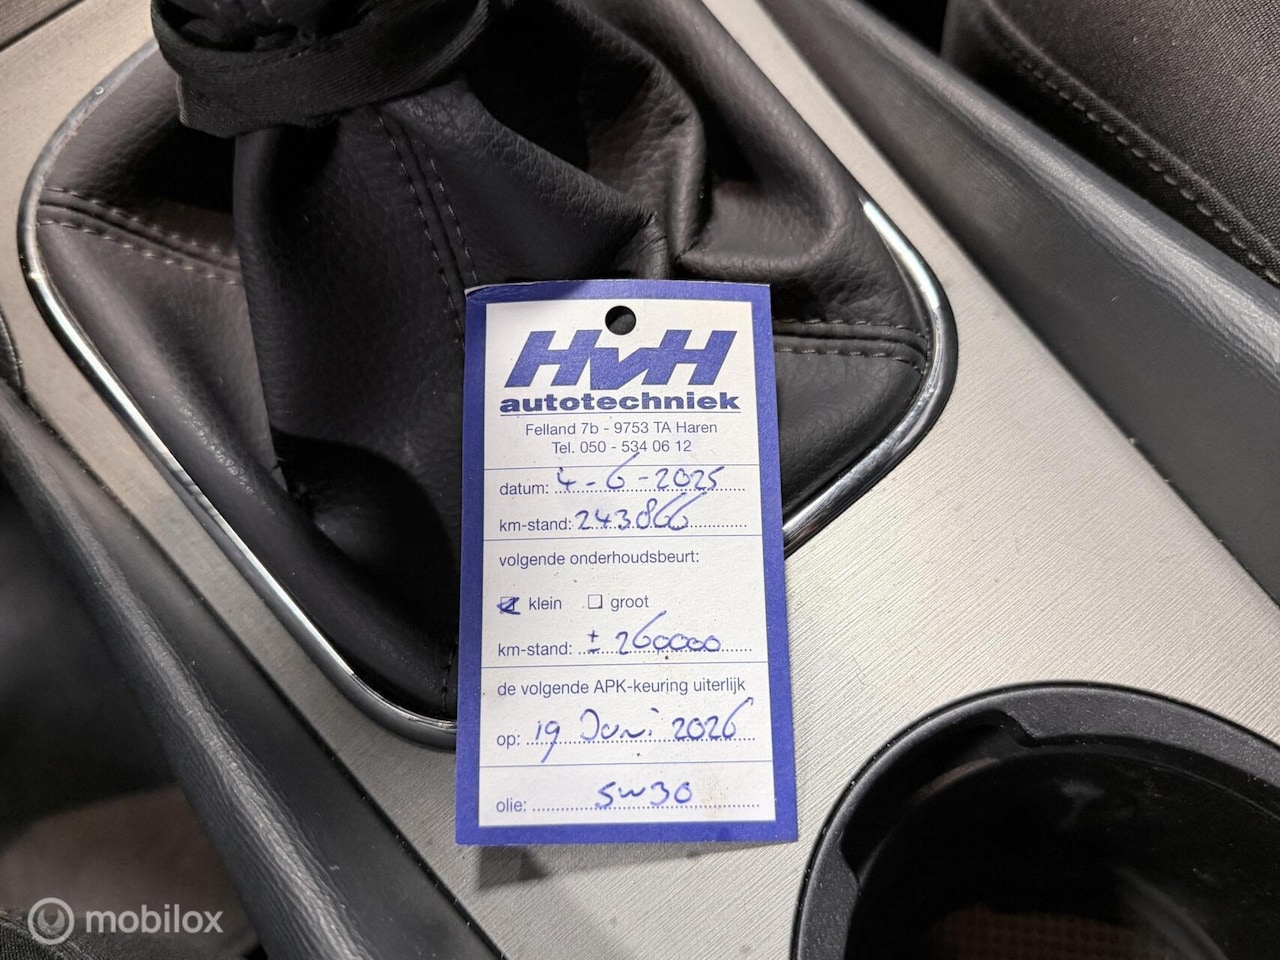 HvH
autotechniek
Felland 7b - 9753 TA Haren
Tel. 050 - 534 06 12
datum: 4-6-2025
km-stand: 243866
volgende onderhoudsbeurt:
klein groot
km-stand: ± 260000
de volgende APK-keuring uiterlijk
op: 19 Juni 2026
olie: 5w30
mobilox